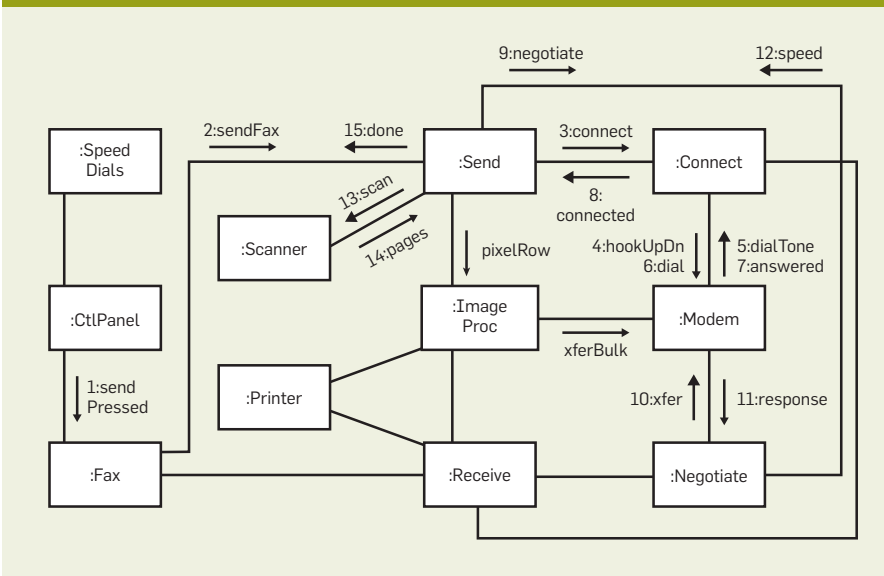 9:negotiate
12:speed
2:sendFax
15:done
3:connect
:Speed
Dials
:Send
:Connect
13:scan
14:pages
8:
connected
:Scanner
pixelRow
4:hookUpDn
6:dial
5:dialTone
7:answered
:CtlPanel
:Image
Proc
:Modem
xferBulk
1:send
Pressed
:Printer
10:xfer
11:response
:Fax
:Receive
:Negotiate